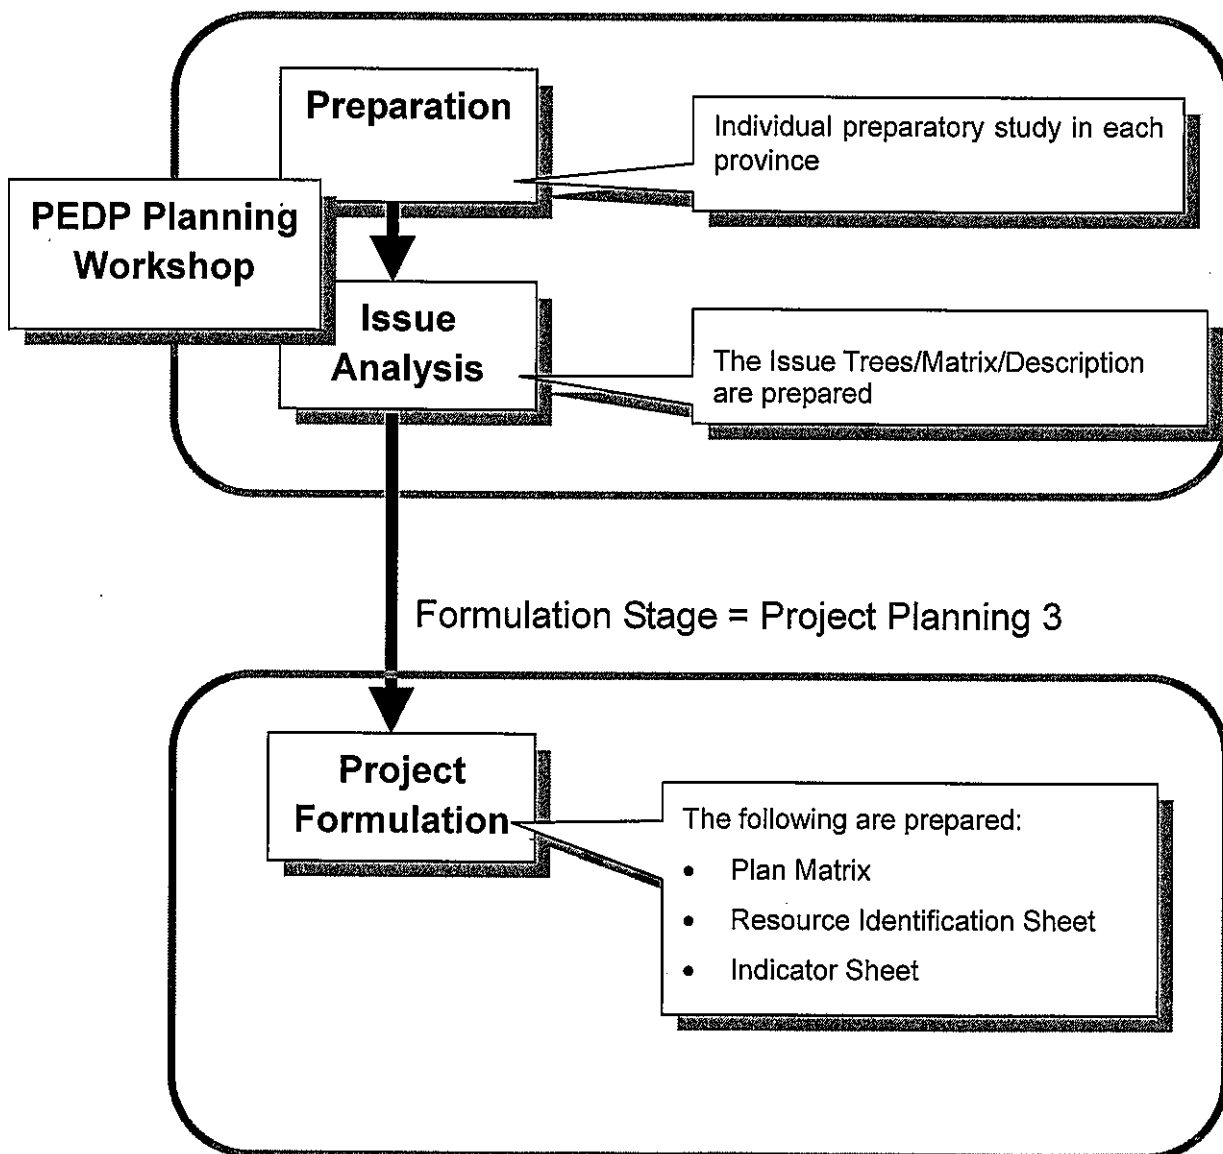 Preparation
Individual preparatory study in each
province
PEDP Planning
Workshop
Issue
Analysis
The Issue Trees/Matrix/Description
are prepared
Formulation Stage = Project Planning 3
Project
Formulation
The following are prepared:
• Plan Matrix
• Resource Identification Sheet
• Indicator Sheet